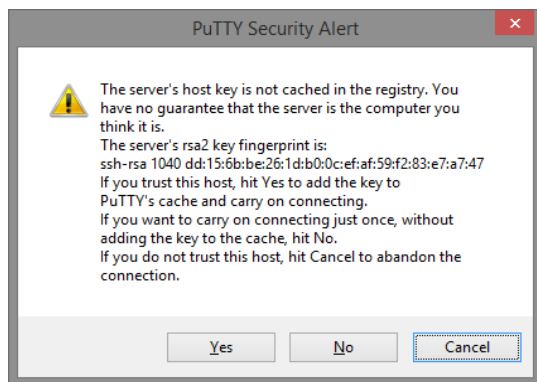 PuTTY Security Alert
The server's host key is not cached in the registry. You
have no guarantee that the server is the computer you
think it is.
The server's rsa2 key fingerprint is:
ssh-rsa 1040 dd:15:6b:be:26:1d:b0:0c:ef:af:59:f2:83:e7:a7:47
If you trust this host, hit Yes to add the key to
PuTTY's cache and carry on connecting.
If you want to carry on connecting just once, without
adding the key to the cache, hit No.
If you do not trust this host, hit Cancel to abandon the
connection.
Yes No Cancel